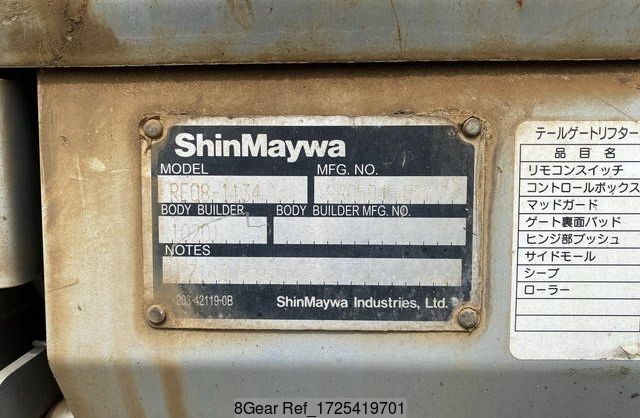 ShinMaywa
MODEL
MFG. NO.
RE08-1134
BODY BUILDER
BODY BUILDER MFG. NO.
1020
NOTES
203-42119-0B
ShinMaywa Industries, Ltd.
テールゲートリフター
品目名
リモコンスイッチ
コントロールボックス
マッドガード
ゲート裏面パッド
ヒンジ部ブッシュ
サイドモール
シーブ
ローラー
8Gear Ref_1725419701